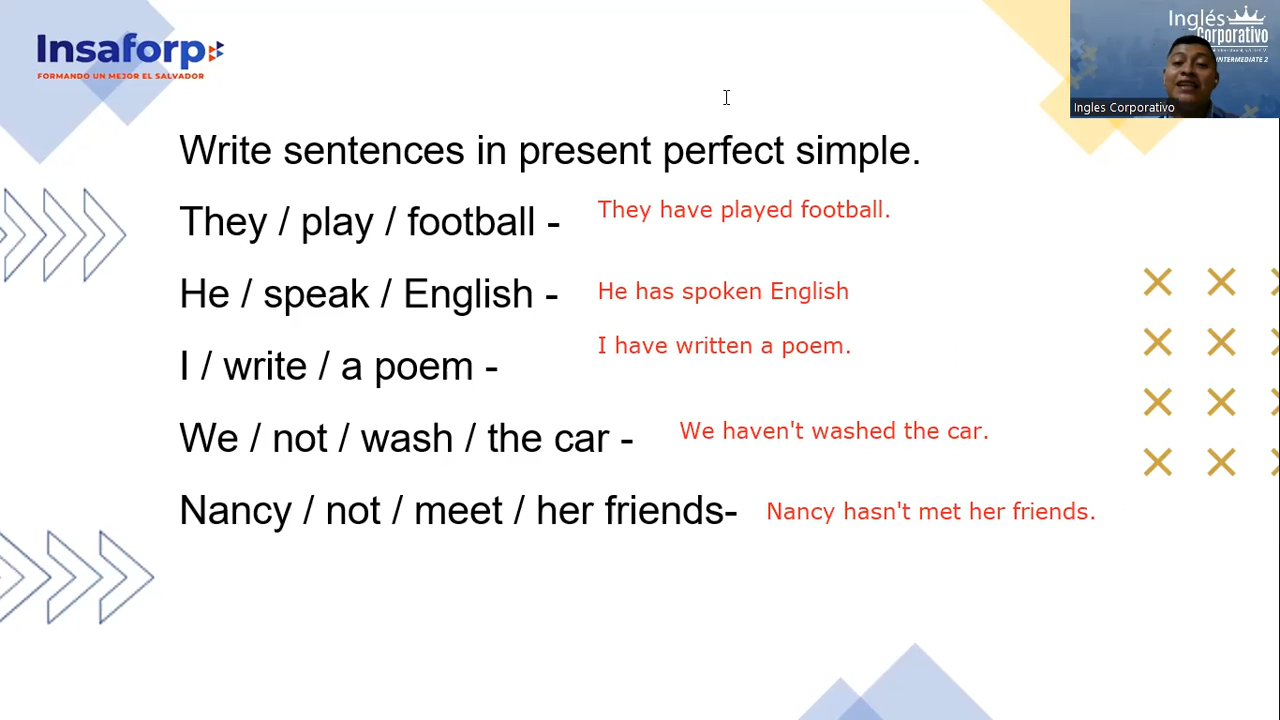 Insaforp
FORMANDO UN MEJOR EL SALVADOR
Inglés
Corporativo
INTERMEDIATE 2
Ingles Corporativo
Write sentences in present perfect simple.
They / play / football - They have played football.
He / speak / English - He has spoken English
I / write / a poem - I have written a poem.
We / not / wash / the car - We haven't washed the car.
Nancy / not / meet / her friends- Nancy hasn't met her friends.